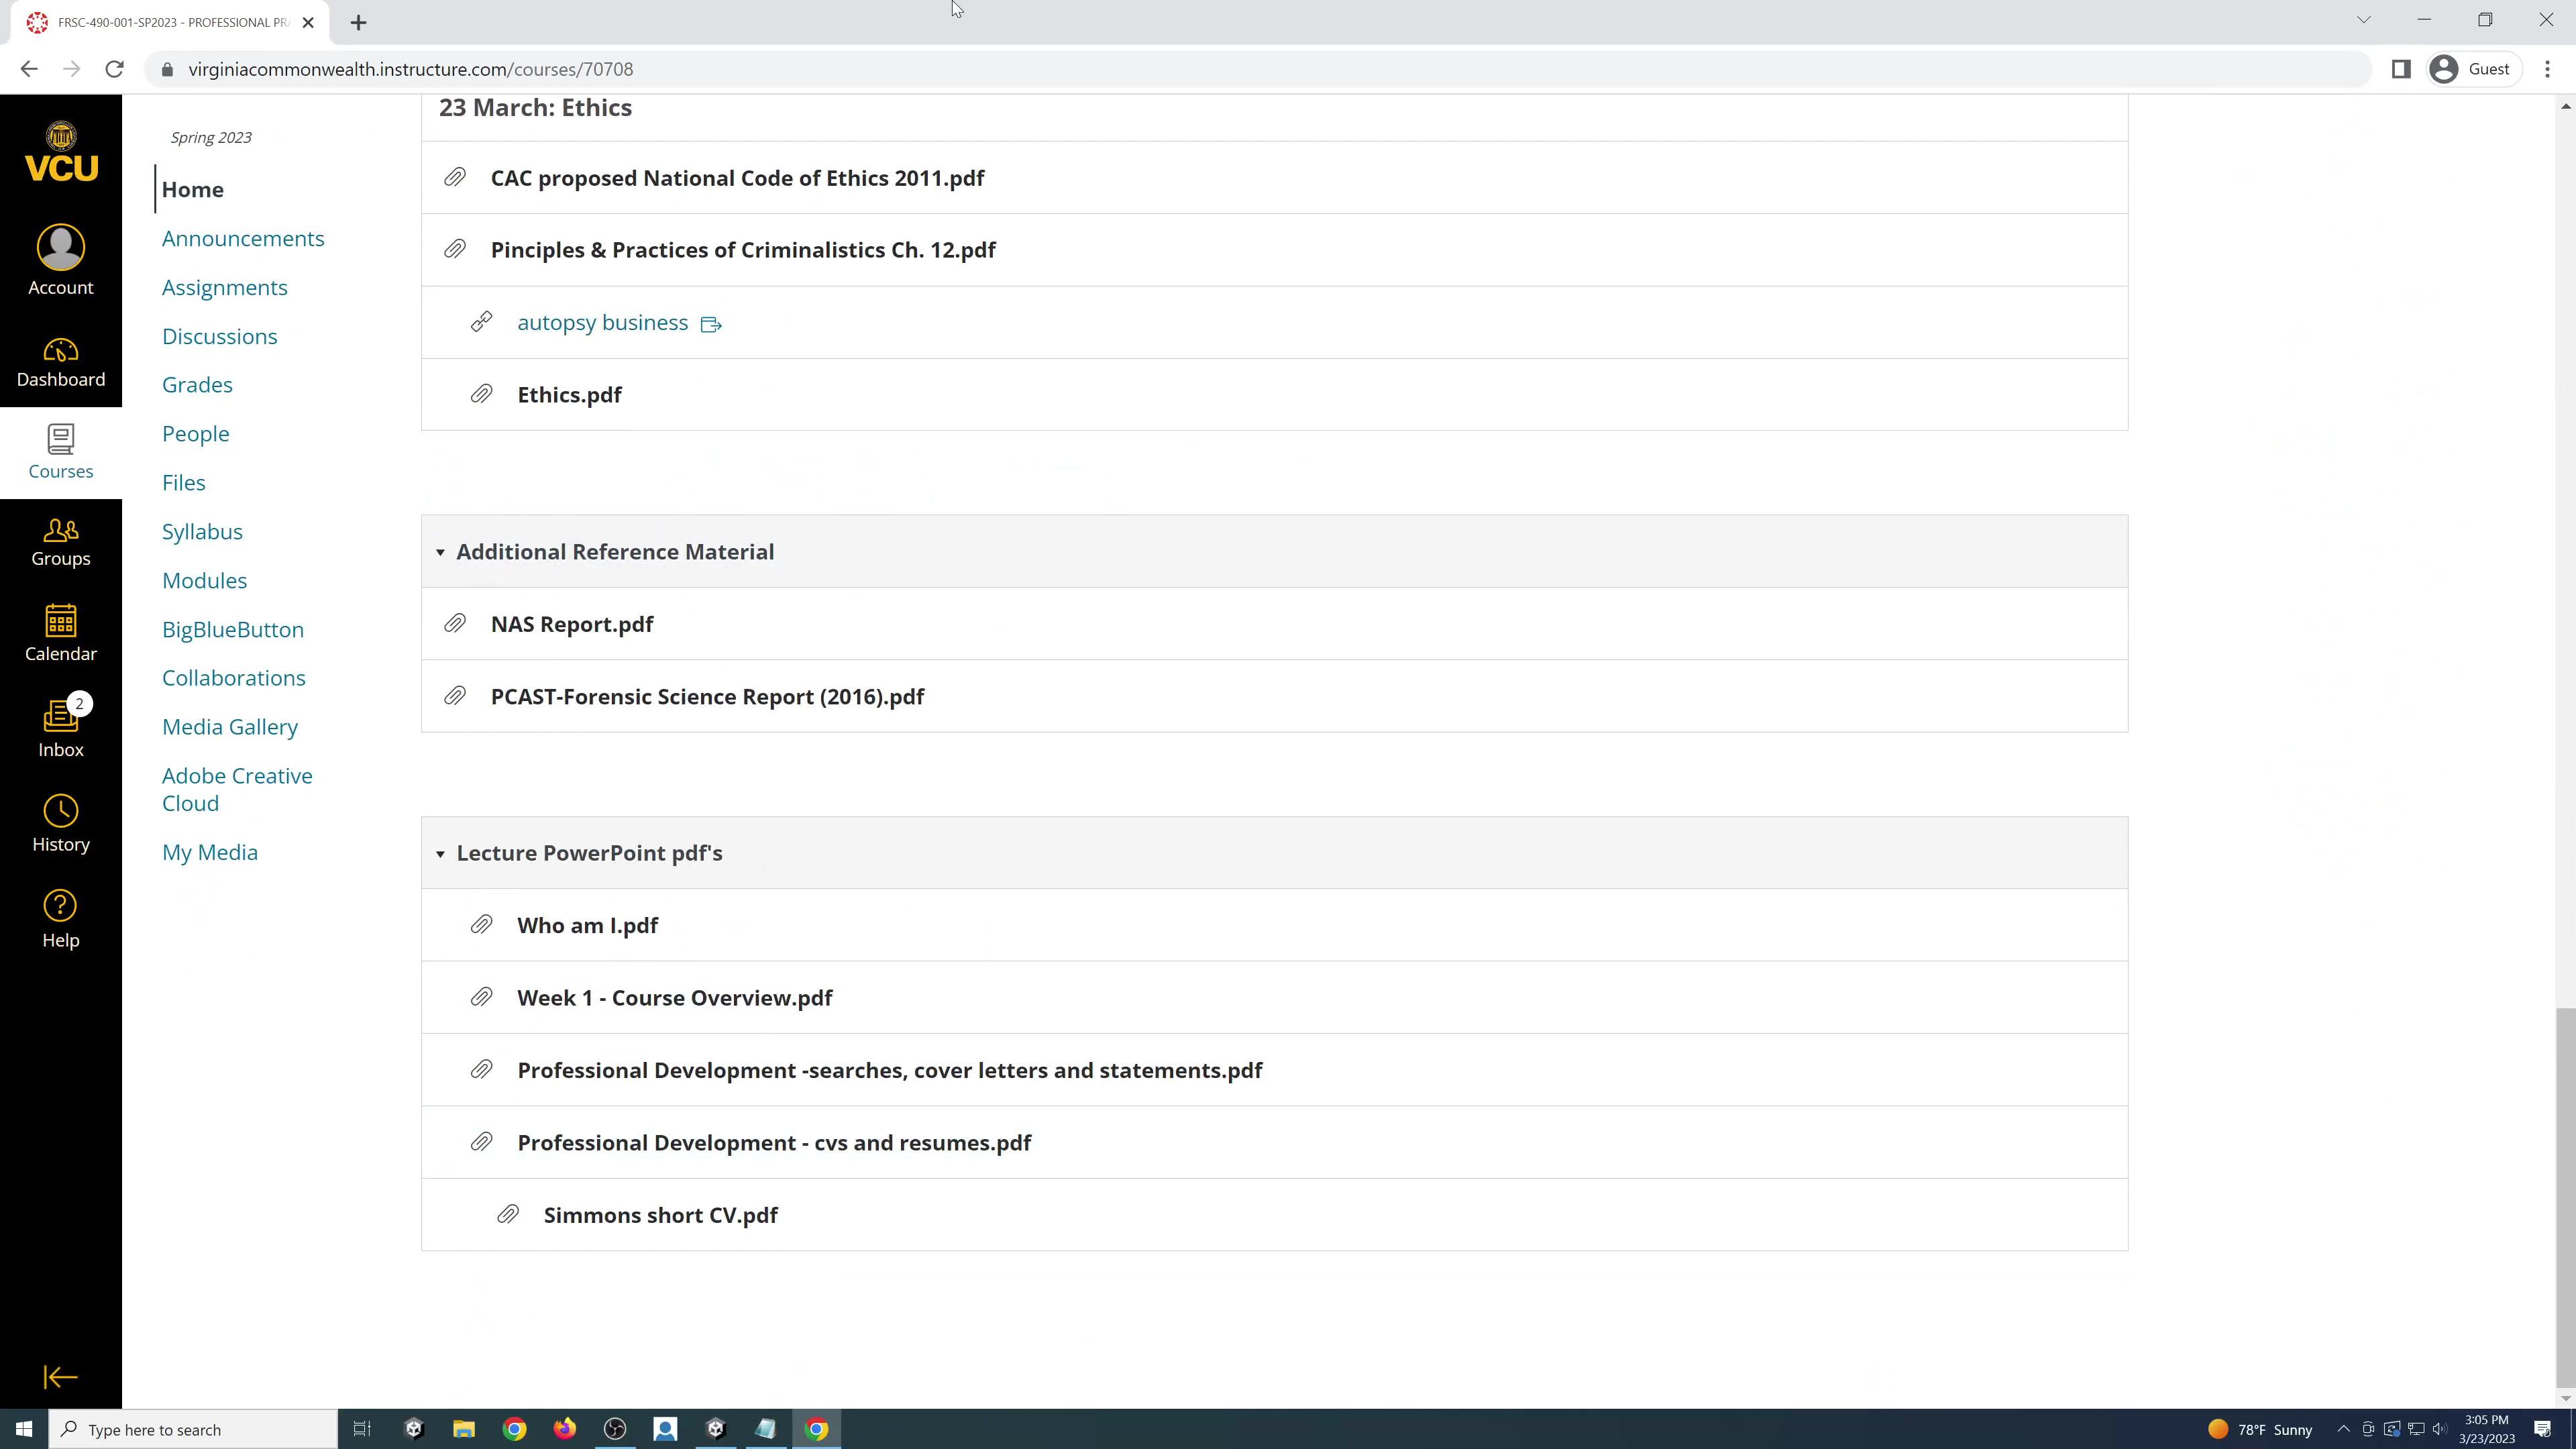 FRSC-490-001-SP2023 - PROFESSIONAL PR
virginiacommonwealth.instructure.com/courses/70708
Guest
VCU
Account
Dashboard
Courses
Groups
Calendar
2
Inbox
History
Help
Spring 2023
Home
Announcements
Assignments
Discussions
Grades
People
Files
Syllabus
Modules
BigBlueButton
Collaborations
Media Gallery
Adobe Creative
Cloud
My Media
23 March: Ethics
CAC proposed National Code of Ethics 2011.pdf
Pinciples & Practices of Criminalistics Ch. 12.pdf
autopsy business
Ethics.pdf
Additional Reference Material
NAS Report.pdf
PCAST-Forensic Science Report (2016).pdf
Lecture PowerPoint pdf's
Who am I.pdf
Week 1 - Course Overview.pdf
Professional Development -searches, cover letters and statements.pdf
Professional Development - cvs and resumes.pdf
Simmons short CV.pdf
Type here to search
78°F Sunny
3:05 PM
3/23/2023